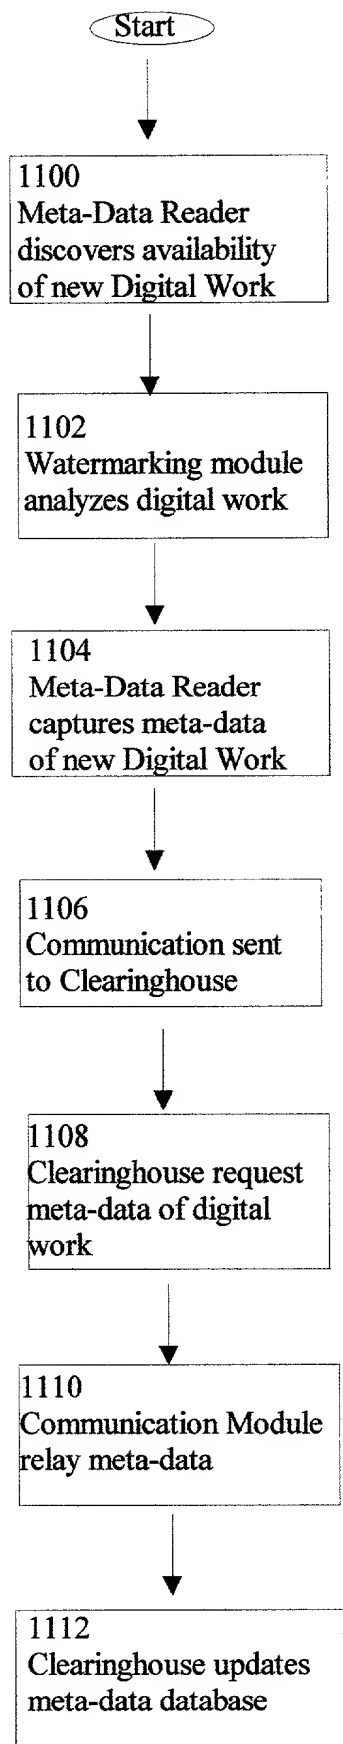 Start
1100
Meta-Data Reader
discovers availability
of new Digital Work
1102
Watermarking module
analyzes digital work
1104
Meta-Data Reader
captures meta-data
of new Digital Work
1106
Communication sent
to Clearinghouse
1108
Clearinghouse request
meta-data of digital
work
1110
Communication Module
relay meta-data
1112
Clearinghouse updates
meta-data database